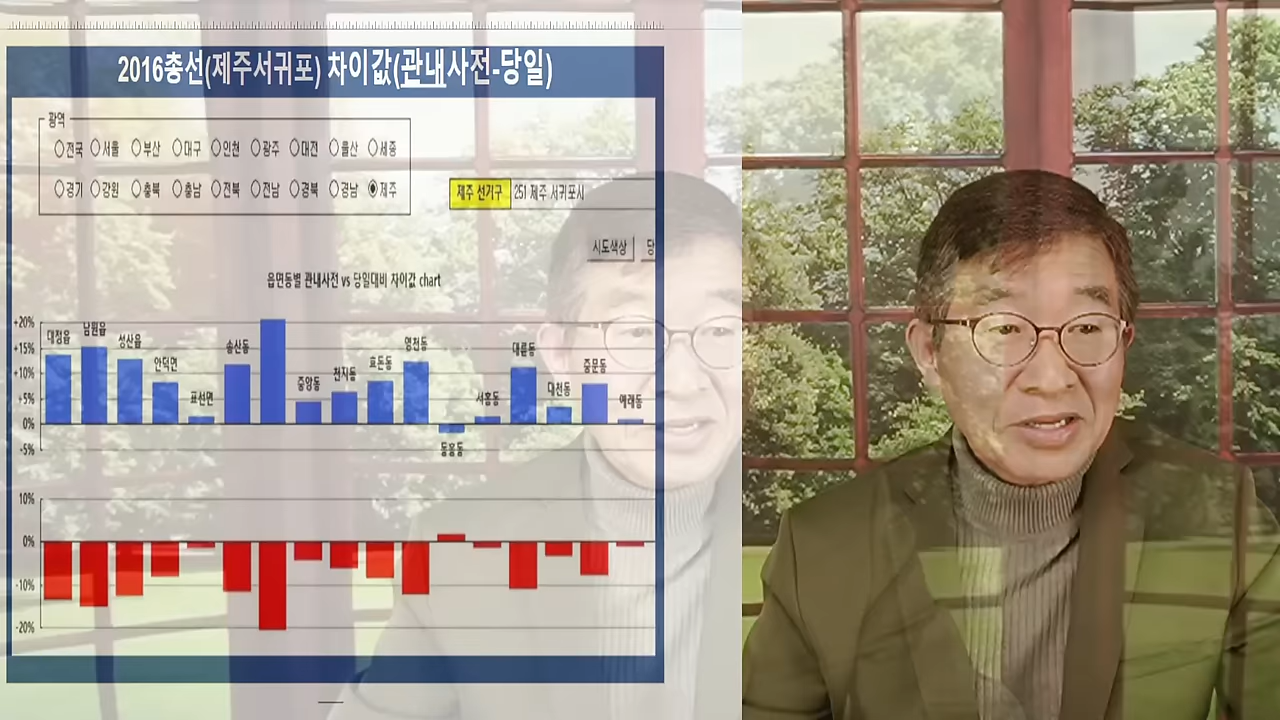 2016총선(제주서귀포) 차이값(관내사전-당일)
광역
전국 서울 부산 대구 인천 광주 대전 울산 세종
경기 강원 충북 충남 전북 전남 경북 경남 제주
제주 선거구 251 제주 서귀포시
시도색상 당
읍면동별 관내사전 vs 당일대비 차이값 chart
+20%
+15%
+10%
+5%
0%
-5%
대정읍 남원읍 성산읍 안덕면 표선면 송산동 중앙동 천지동 효돈동 영천동 동홍동 서홍동 대륜동 대천동 중문동 예래동
10%
0%
-10%
-20%